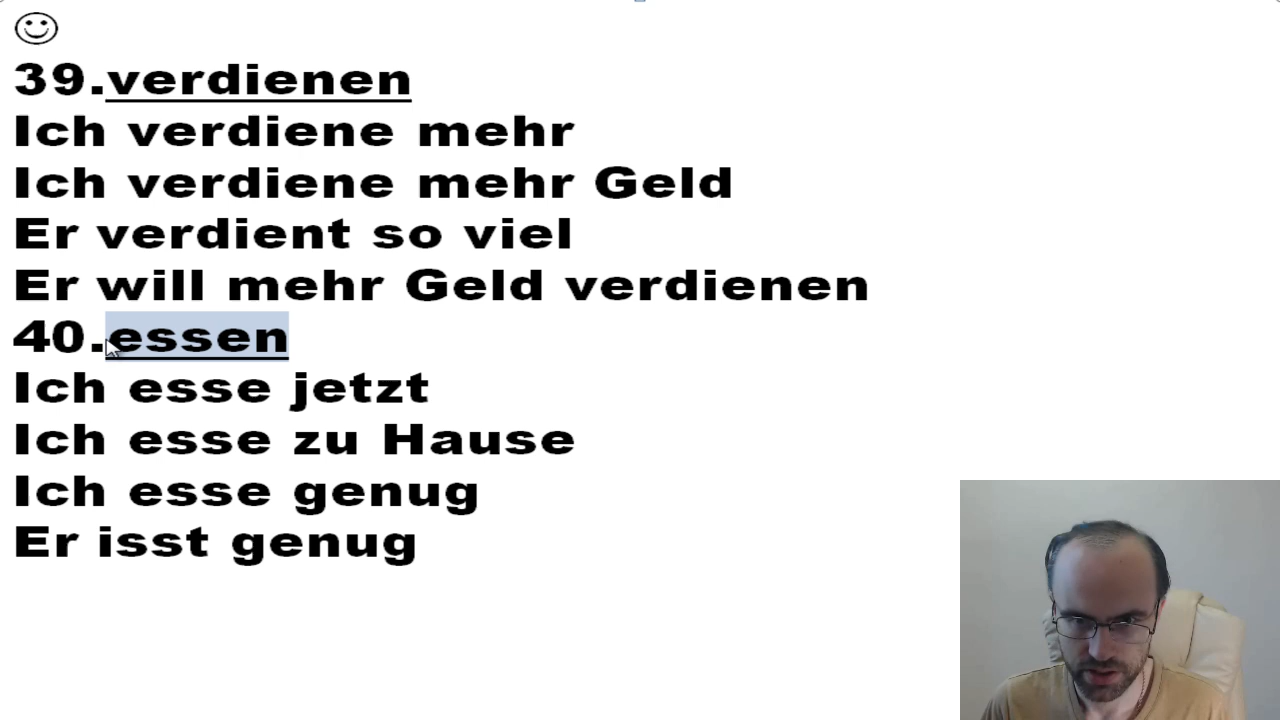 39.verdienen
Ich verdiene mehr
Ich verdiene mehr Geld
Er verdient so viel
Er will mehr Geld verdienen
40.essen
Ich esse jetzt
Ich esse zu Hause
Ich esse genug
Er isst genug